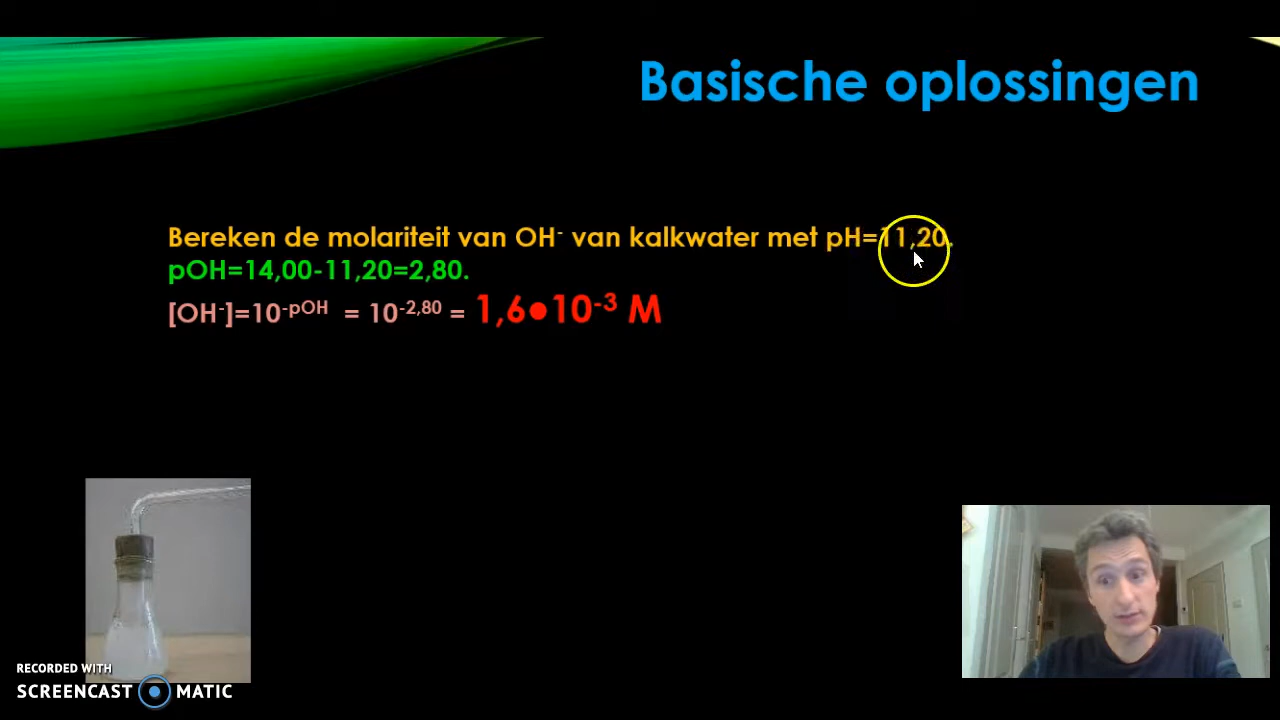 Basische oplossingen
Bereken de molariteit van OH⁻ van kalkwater met pH=11,20.
pOH=14,00-11,20=2,80.
[OH⁻]=10⁻ᵖᴼᴴ = 10⁻²,⁸⁰ = 1,6●10⁻³ M
RECORDED WITH
SCREENCAST MATIC